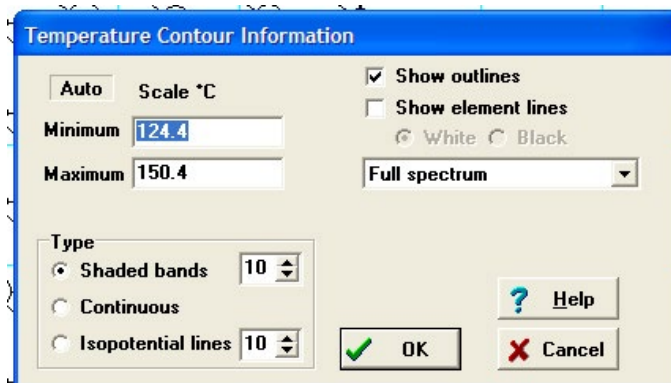 Temperature Contour Information
Auto Scale °C
Minimum 124.4
Maximum 150.4
Show outlines
Show element lines
White Black
Full spectrum
Type
Shaded bands 10
Continuous
Isopotential lines 10
Help
OK
Cancel